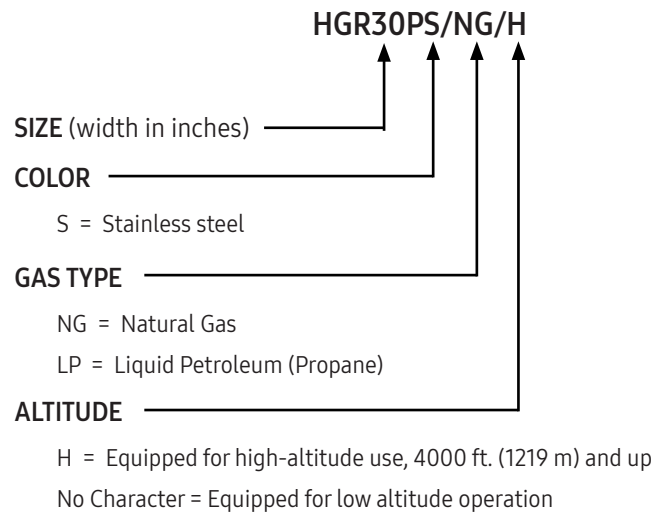 HGR30PS/NG/H
SIZE (width in inches)
COLOR
S = Stainless steel
GAS TYPE
NG = Natural Gas
LP = Liquid Petroleum (Propane)
ALTITUDE
H = Equipped for high-altitude use, 4000 ft. (1219 m) and up
No Character = Equipped for low altitude operation